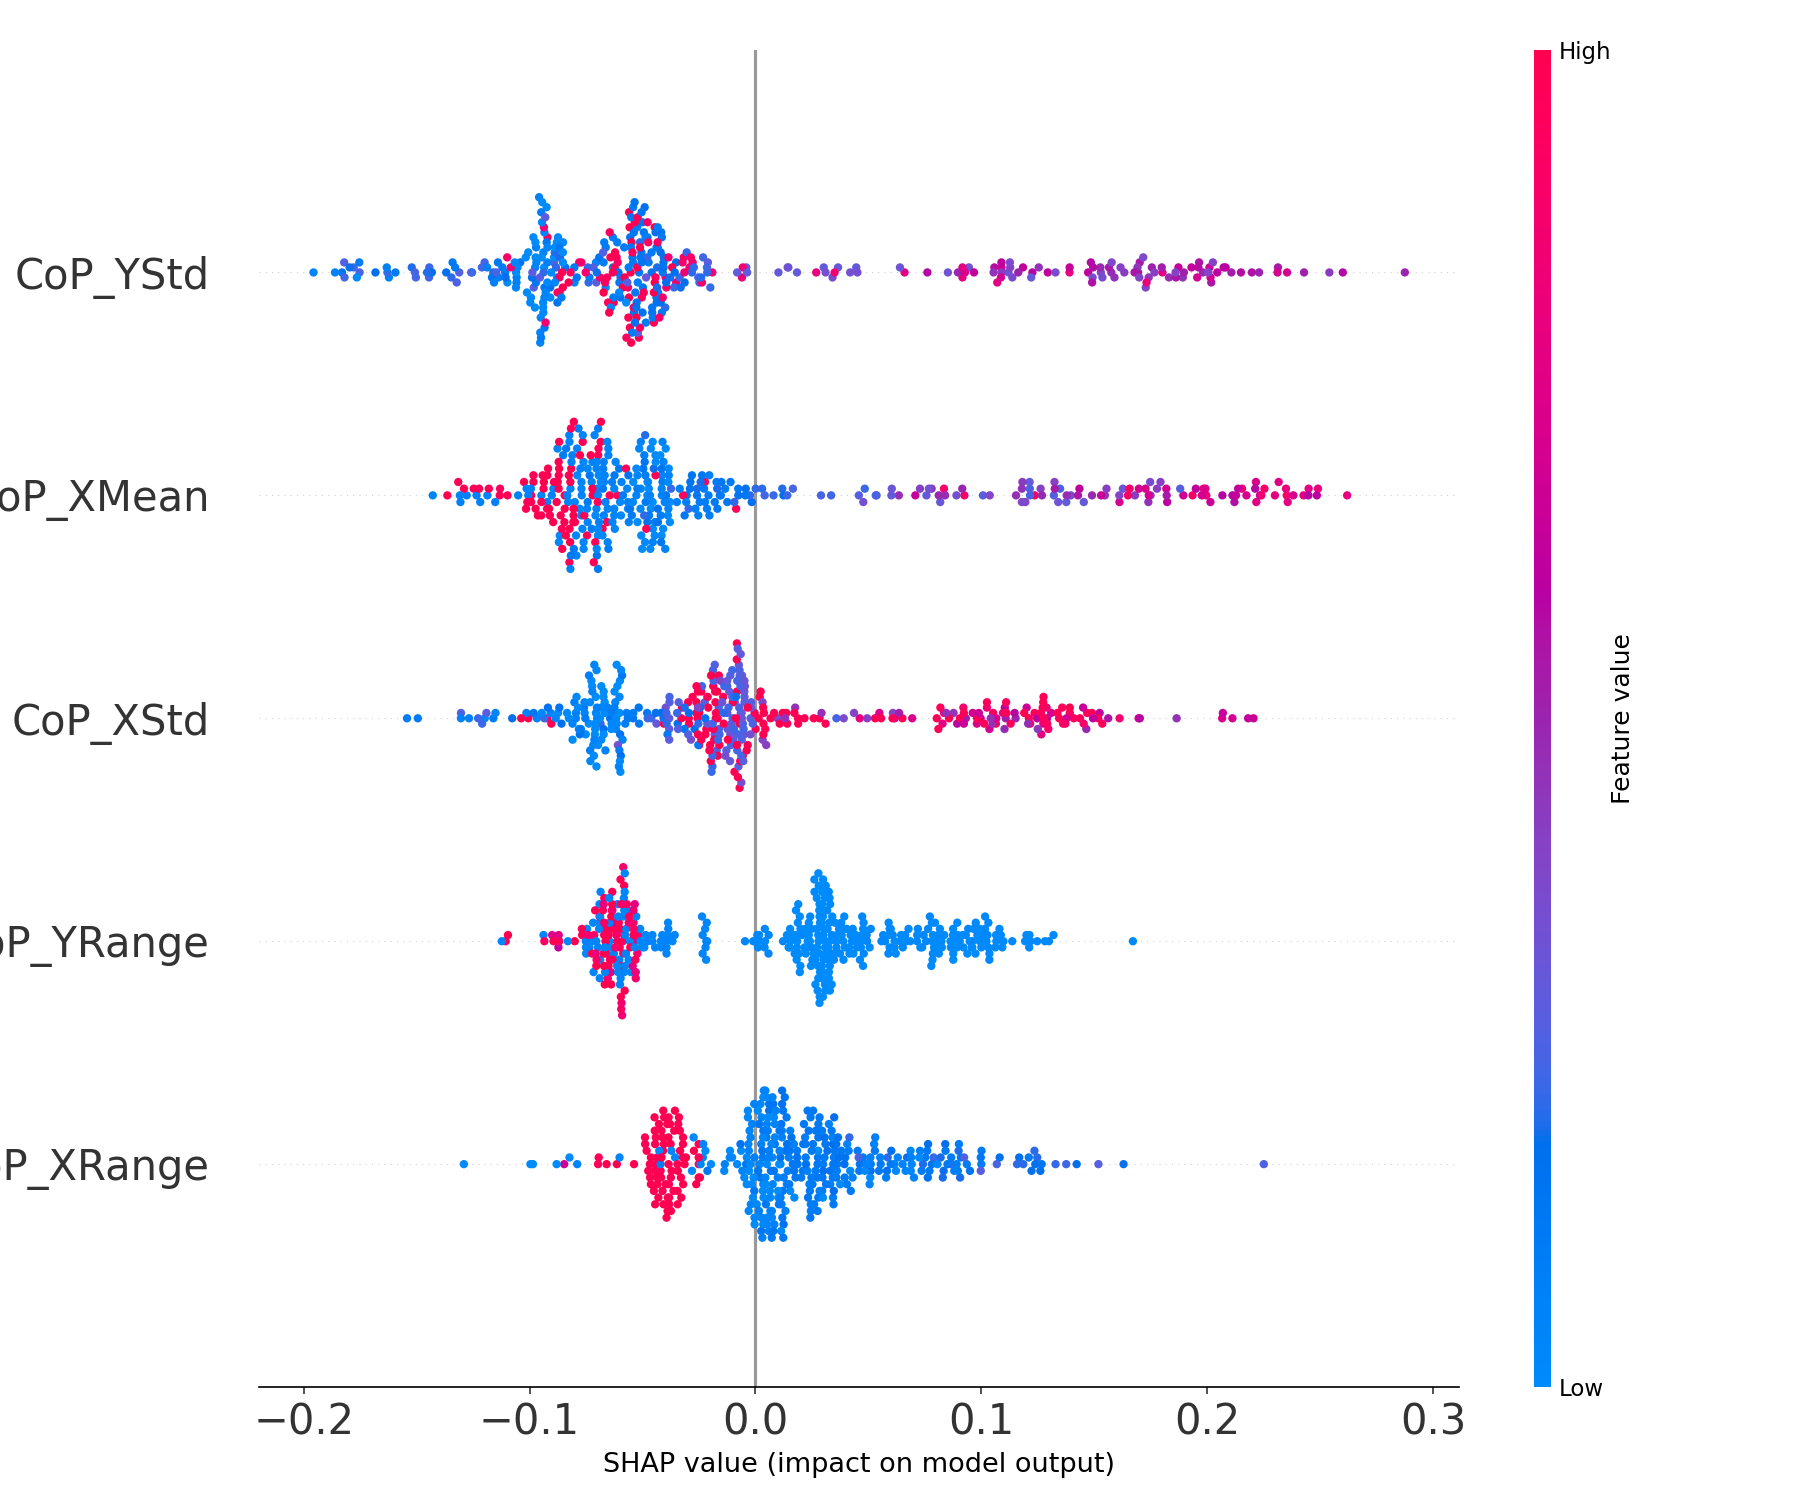 High
CoP_YStd
oP_XMean
CoP_XStd
Feature value
oP_YRange
oP_XRange
Low
−0.2 −0.1 0.0 0.1 0.2 0.3
SHAP value (impact on model output)